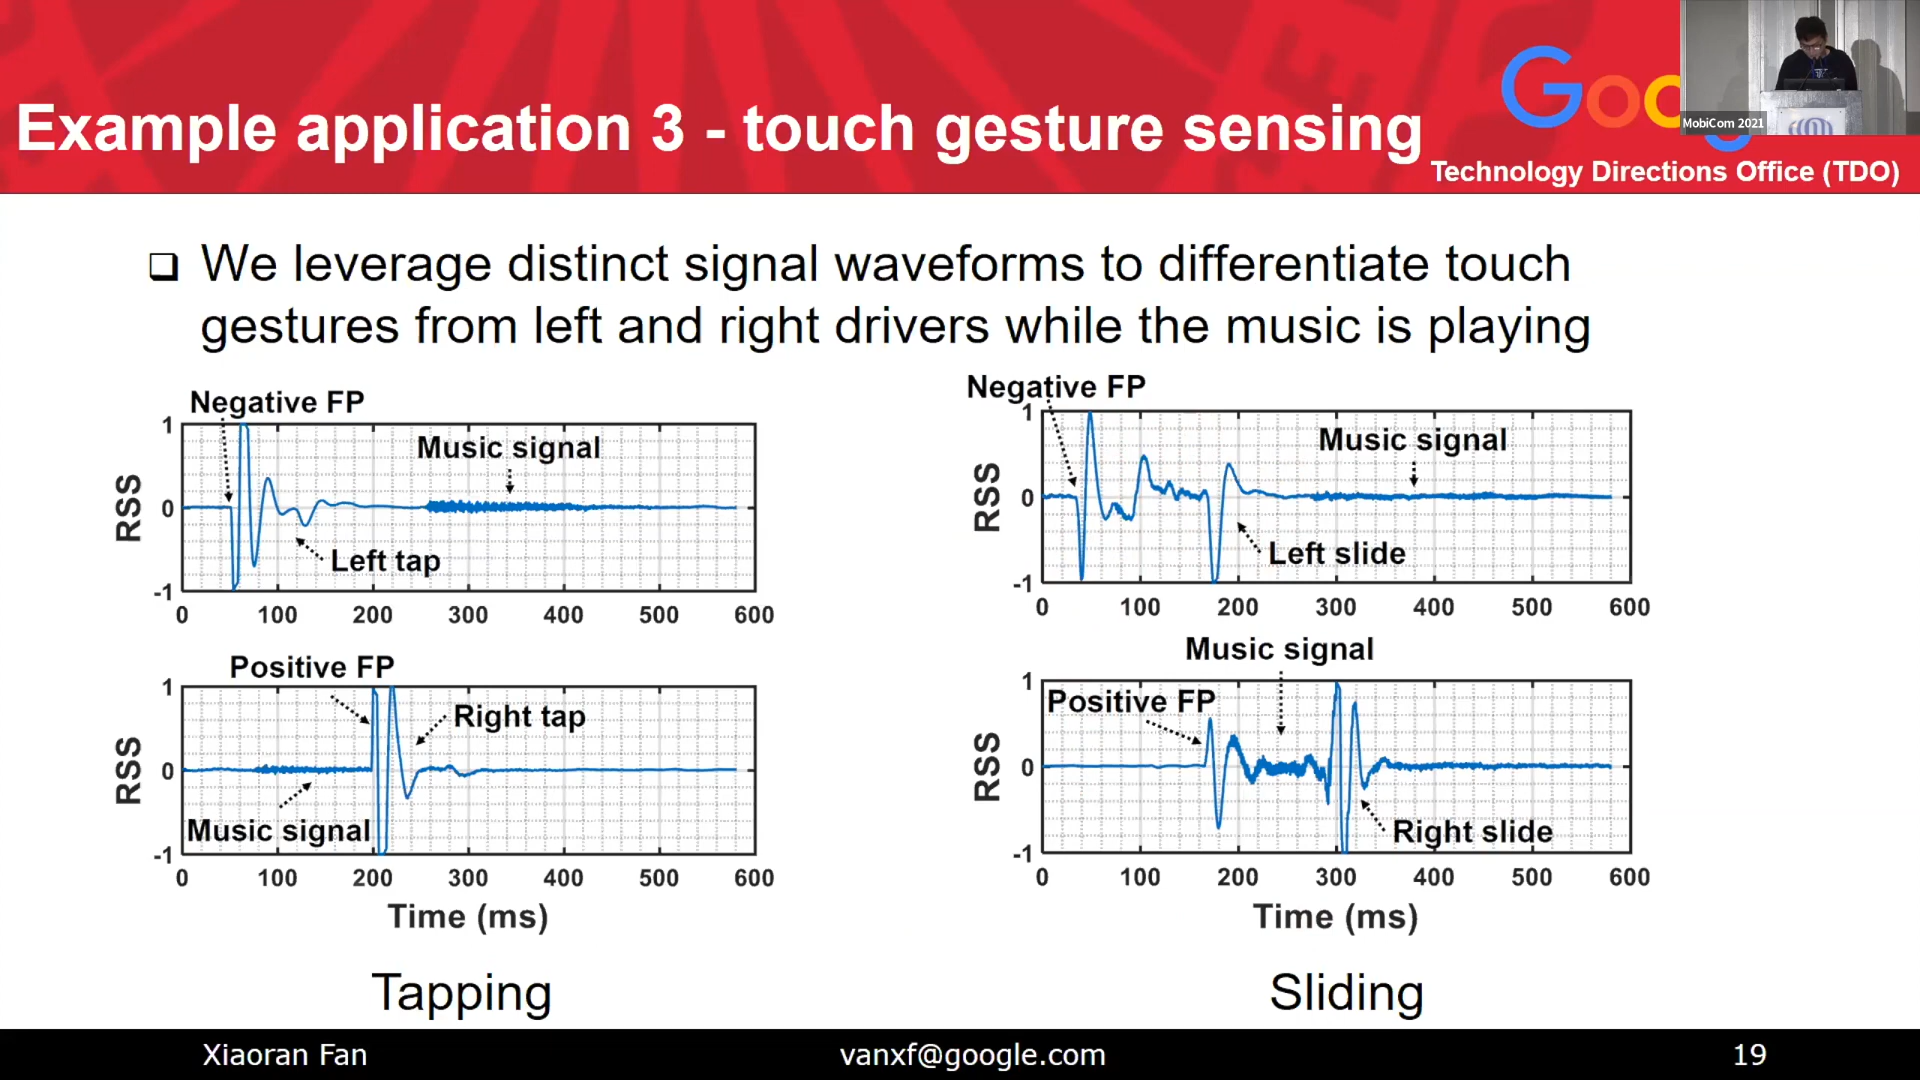 Example application 3 - touch gesture sensing
Goo
MobiCom 2021
Technology Directions Office (TDO)
We leverage distinct signal waveforms to differentiate touch
gestures from left and right drivers while the music is playing
Negative FP
Music signal
Left tap
RSS
1
0
-1
0 100 200 300 400 500 600
Positive FP
Right tap
Music signal
RSS
1
0
-1
0 100 200 300 400 500 600
Time (ms)
Tapping
Negative FP
Music signal
Left slide
RSS
1
0
-1
0 100 200 300 400 500 600
Music signal
Positive FP
Right slide
RSS
1
0
-1
0 100 200 300 400 500 600
Time (ms)
Sliding
Xiaoran Fan
vanxf@google.com
19